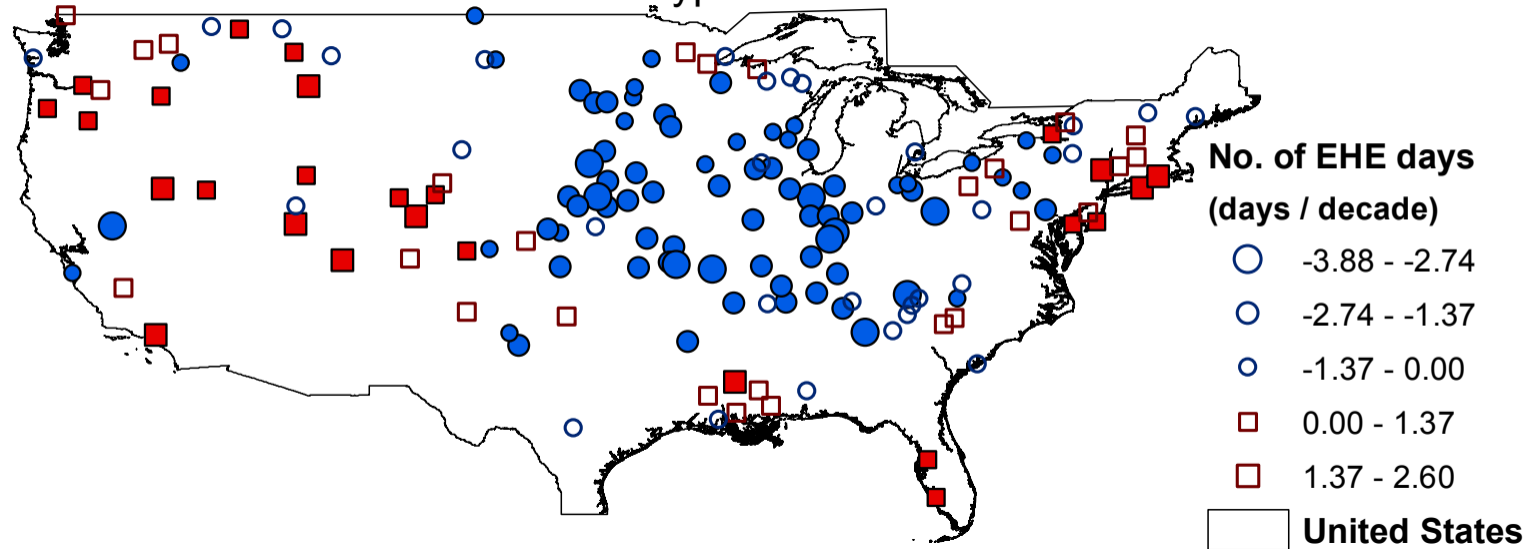 yp
No. of EHE days
(days / decade)
-3.88 - -2.74
-2.74 - -1.37
-1.37 - 0.00
0.00 - 1.37
1.37 - 2.60
United States